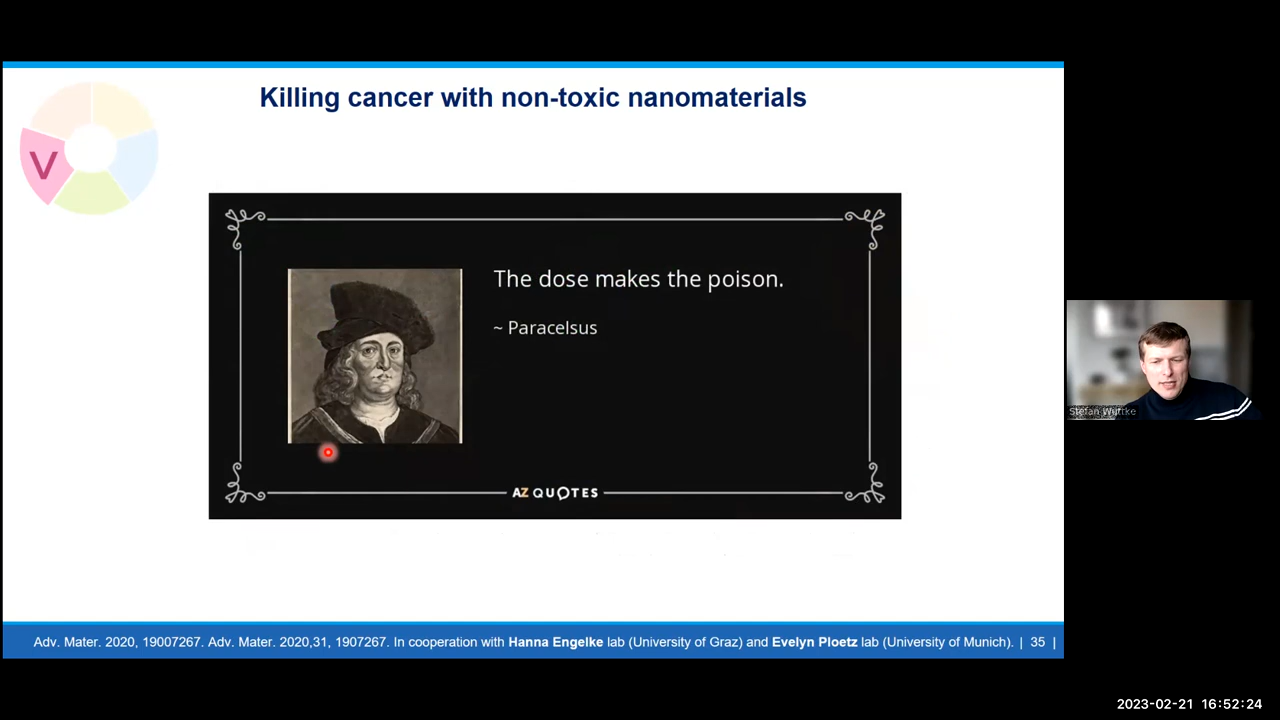 Killing cancer with non-toxic nanomaterials
V
The dose makes the poison.
~ Paracelsus
AZ QUOTES
Stefan Wuttke
Adv. Mater. 2020, 19007267. Adv. Mater. 2020,31, 1907267. In cooperation with Hanna Engelke lab (University of Graz) and Evelyn Ploetz lab (University of Munich). | 35 |
2023-02-21 16:52:24